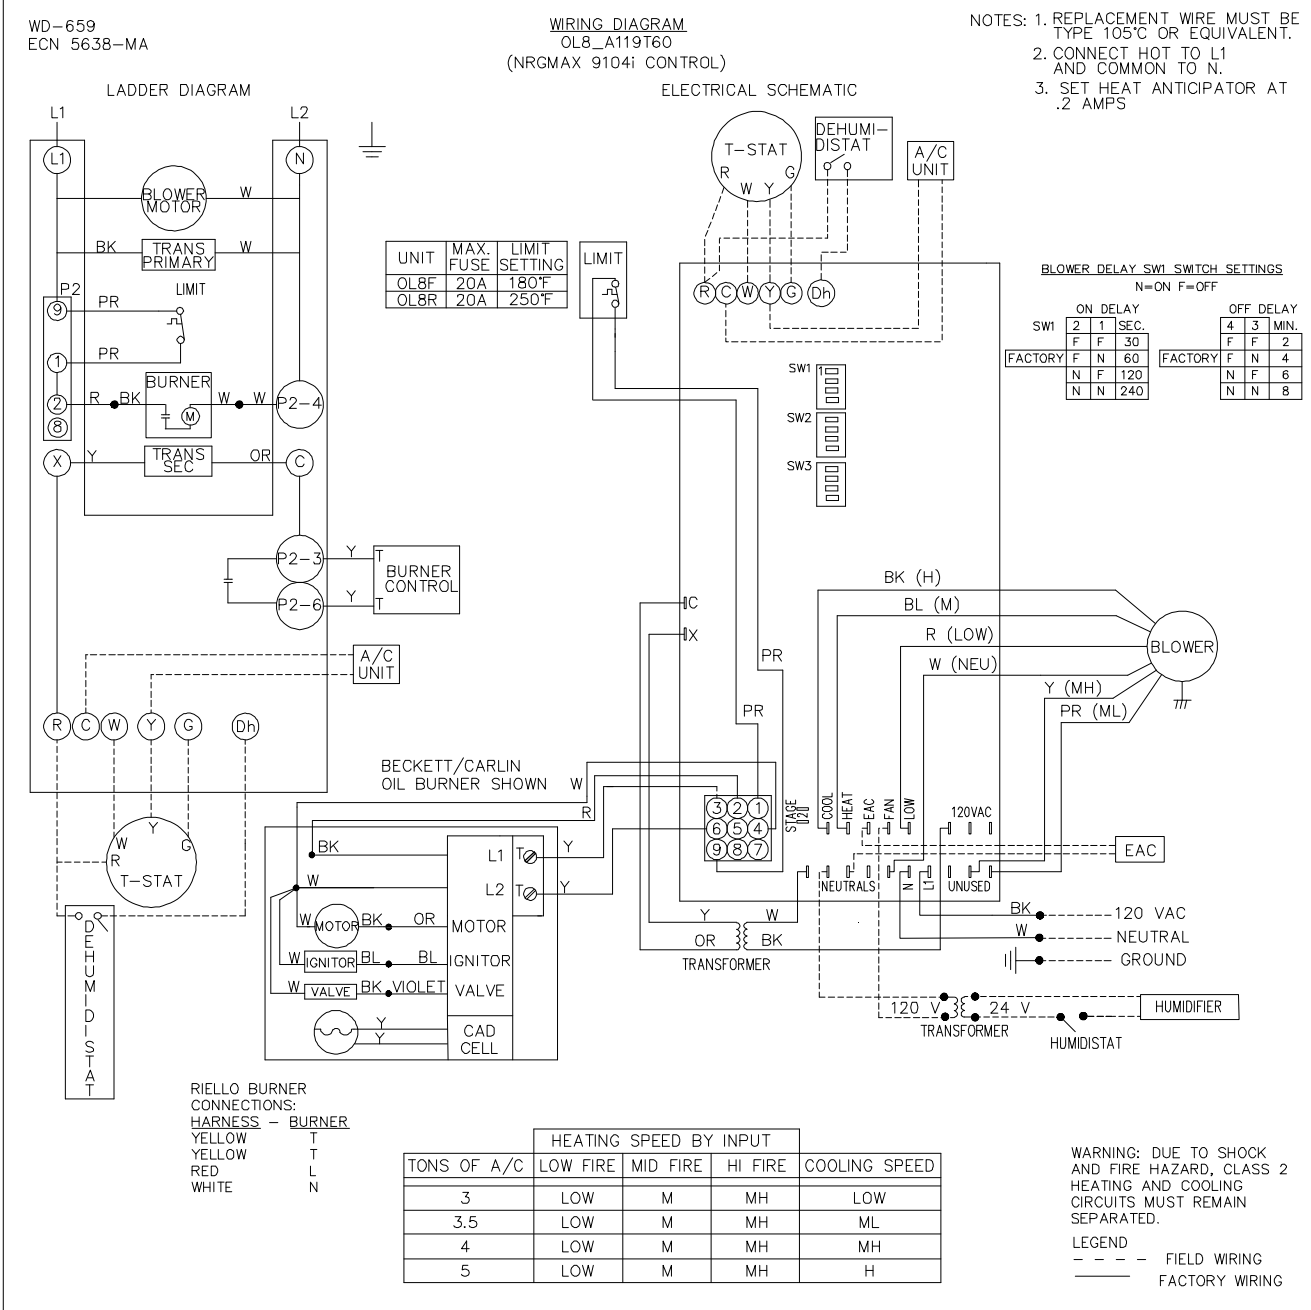 WD-659
ECN 5638-MA
WIRING DIAGRAM
OL8_A119T60
(NRGMAX 9104i CONTROL)
NOTES: 1. REPLACEMENT WIRE MUST BE
TYPE 105°C OR EQUIVALENT.
2. CONNECT HOT TO L1
AND COMMON TO N.
3. SET HEAT ANTICIPATOR AT
.2 AMPS
LADDER DIAGRAM
L1
L2
L1
N
BLOWER
MOTOR
W
BK
TRANS
PRIMARY
W
P2
LIMIT
9
PR
1
PR
BURNER
2
R
BK
M
W
W
P2-4
8
X
Y
TRANS
SEC
OR
C
P2-3
Y
T
BURNER
CONTROL
P2-6
Y
T
A/C
UNIT
R
C
W
Y
G
Dh
W
Y
G
R
T-STAT
DEHUMIDISTAT
ELECTRICAL SCHEMATIC
T-STAT
R
W
Y
G
DEHUMI-
DISTAT
A/C
UNIT
UNIT MAX. FUSE LIMIT SETTING
OL8F 20A 180°F
OL8R 20A 250°F
LIMIT
R
C
W
Y
G
Dh
SW1
1
SW2
SW3
BLOWER DELAY SW1 SWITCH SETTINGS
N=ON F=OFF
ON DELAY
SW1 2 1 SEC.
F F 30
FACTORY F N 60
N F 120
N N 240
OFF DELAY
4 3 MIN.
F F 2
FACTORY F N 4
N F 6
N N 8
C
X
BK (H)
BL (M)
R (LOW)
W (NEU)
Y (MH)
PR (ML)
BLOWER
PR
PR
BECKETT/CARLIN
OIL BURNER SHOWN
W
R
3 2 1
6 5 4
9 8 7
STAGE
1 2
COOL
HEAT
EAC
FAN
LOW
120VAC
NEUTRALS
N
L1
UNUSED
EAC
BK
L1
T
Y
W
L2
T
Y
W
MOTOR
BK
OR
MOTOR
W
IGNITOR
BL
BL
IGNITOR
W
VALVE
BK
VIOLET
VALVE
Y
Y
CAD
CELL
Y
W
OR
BK
TRANSFORMER
BK
120 VAC
W
NEUTRAL
GROUND
120 V
24 V
TRANSFORMER
HUMIDISTAT
HUMIDIFIER
RIELLO BURNER
CONNECTIONS:
HARNESS - BURNER
YELLOW T
YELLOW T
RED L
WHITE N
HEATING SPEED BY INPUT
TONS OF A/C LOW FIRE MID FIRE HI FIRE COOLING SPEED
3 LOW M MH LOW
3.5 LOW M MH ML
4 LOW M MH MH
5 LOW M MH H
WARNING: DUE TO SHOCK
AND FIRE HAZARD, CLASS 2
HEATING AND COOLING
CIRCUITS MUST REMAIN
SEPARATED.
LEGEND
FIELD WIRING
FACTORY WIRING